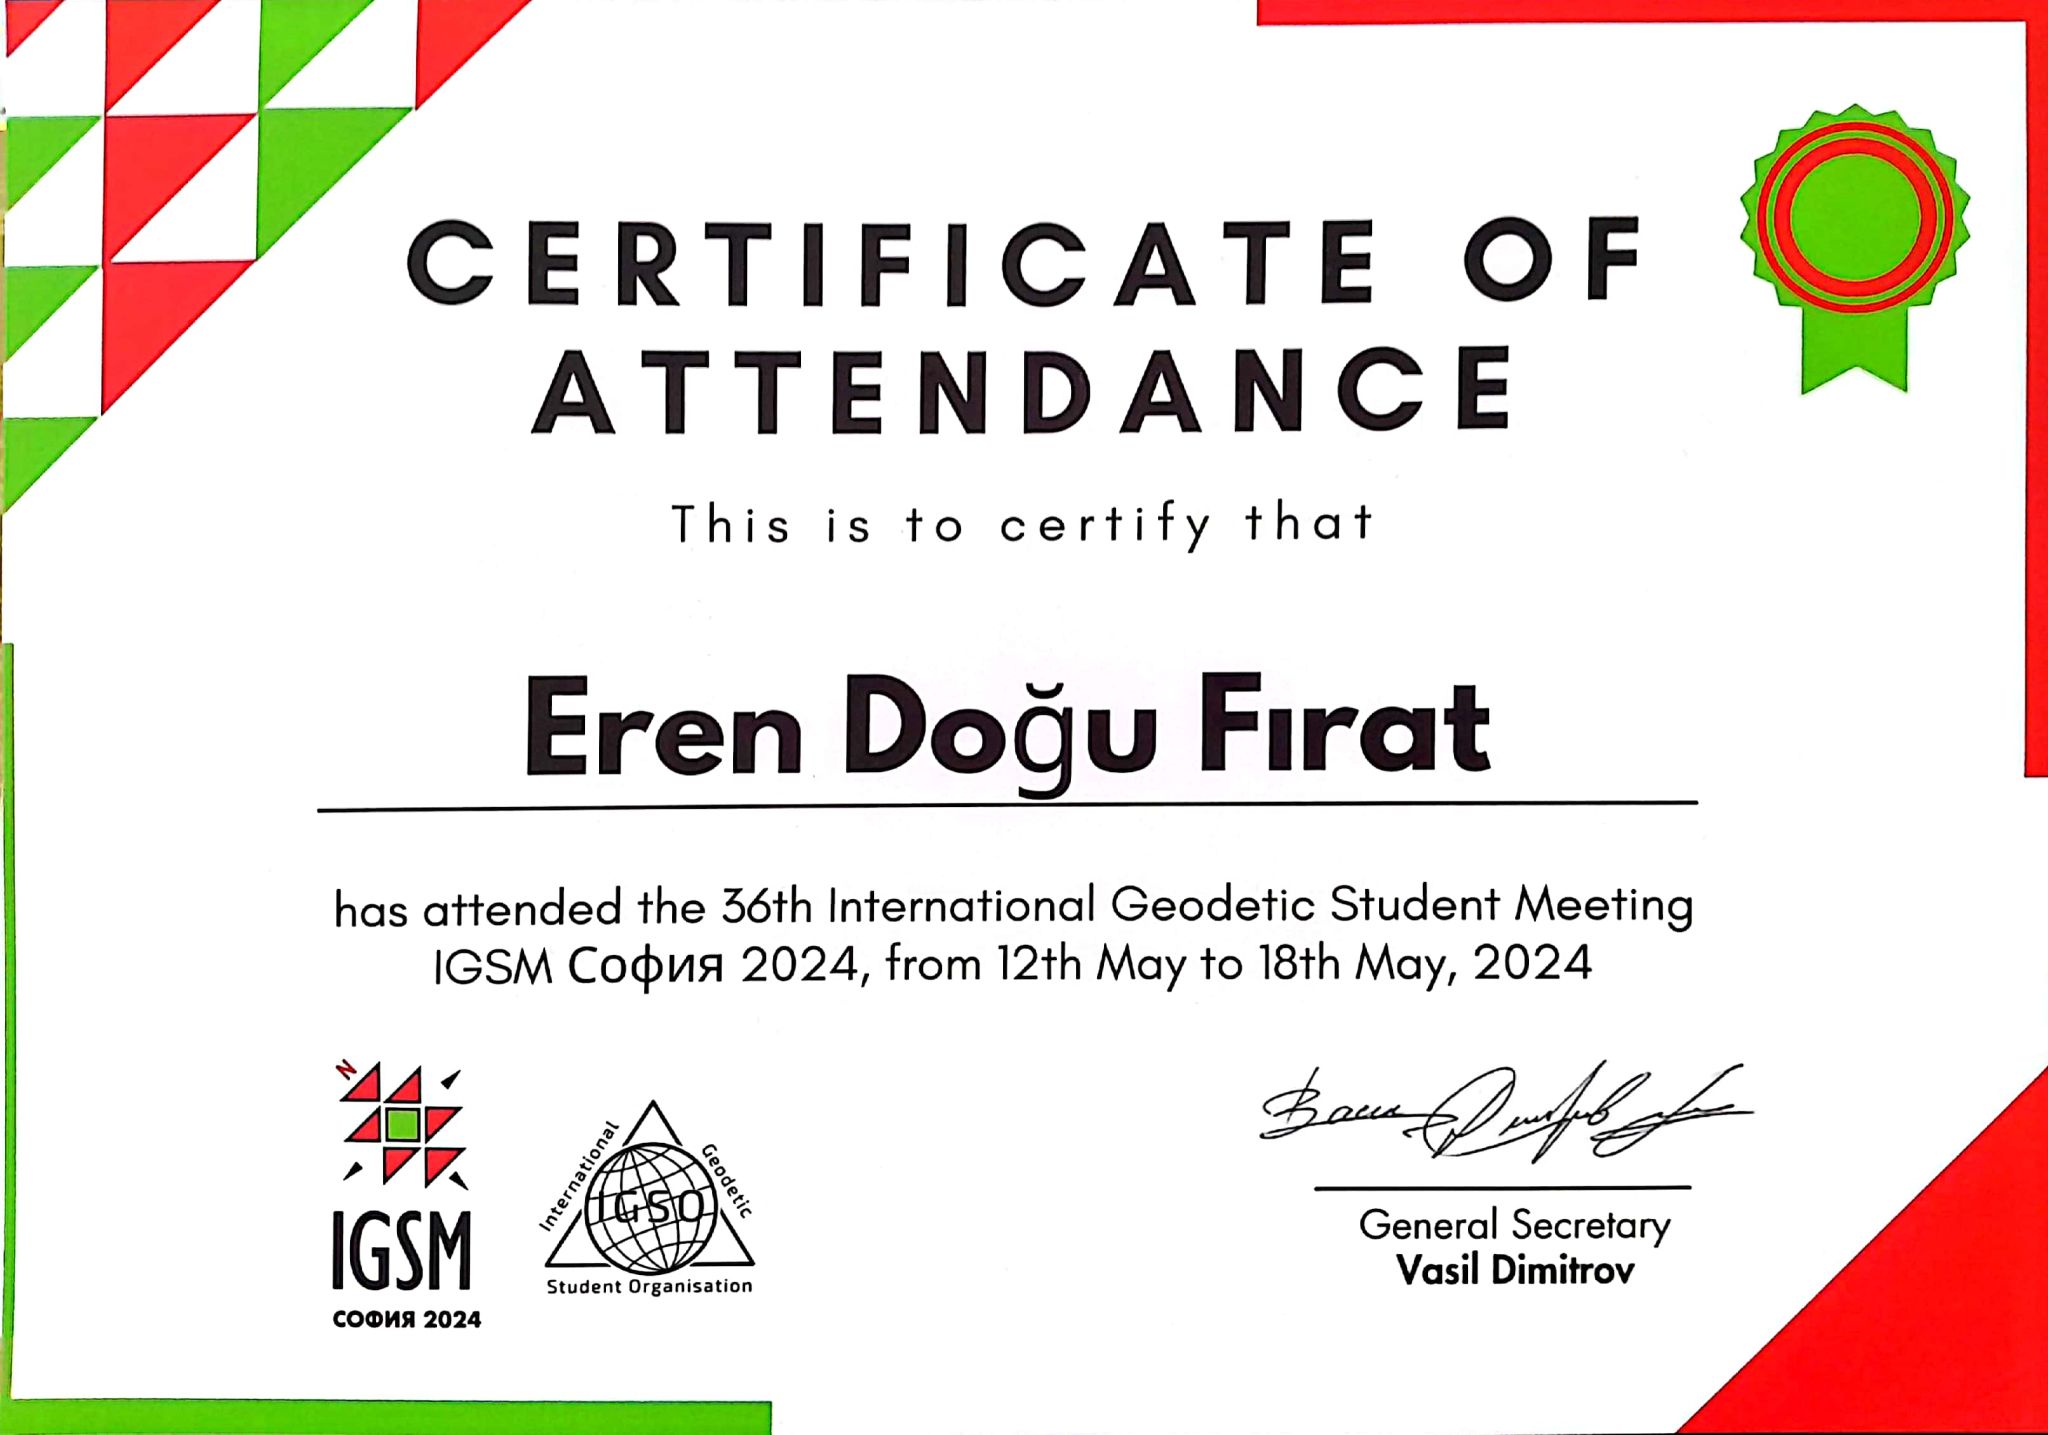 CERTIFICATE OF
ATTENDANCE
This is to certify that
Eren Doğu Fırat
has attended the 36th International Geodetic Student Meeting
IGSM София 2024, from 12th May to 18th May, 2024
N
IGSM
СОФИЯ 2024
International Geodetic
IGSO
Student Organisation
General Secretary
Vasil Dimitrov